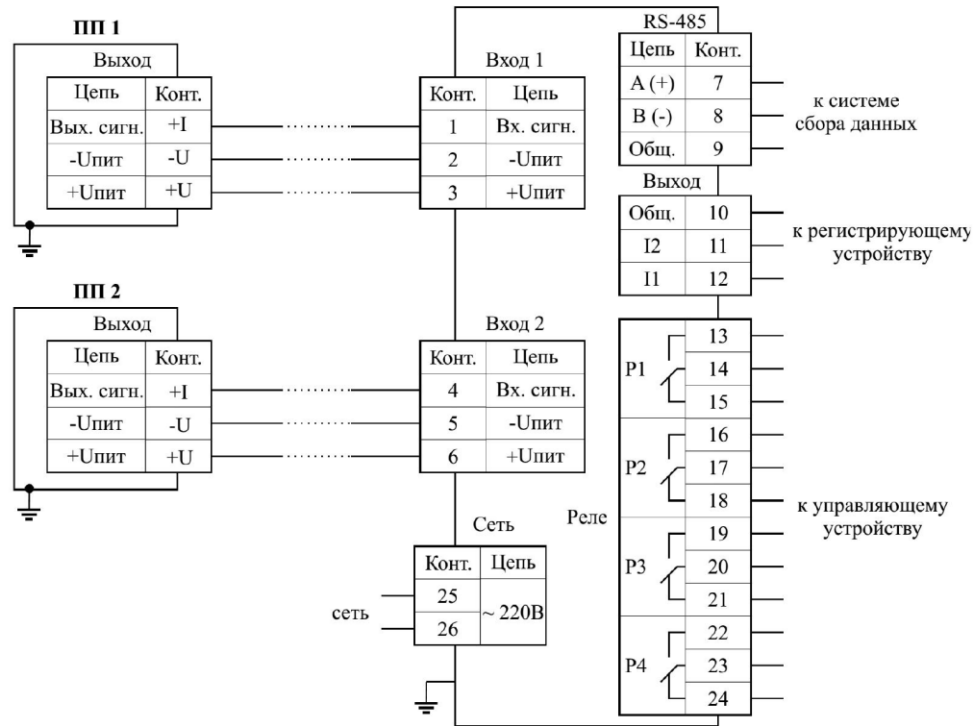 ПП 1
Выход
Цепь Конт.
Вых. сигн. +I
-Uпит -U
+Uпит +U
Вход 1
Конт. Цепь
1 Вх. сигн.
2 -Uпит
3 +Uпит
ПП 2
Выход
Цепь Конт.
Вых. сигн. +I
-Uпит -U
+Uпит +U
Вход 2
Конт. Цепь
4 Вх. сигн.
5 -Uпит
6 +Uпит
Сеть
Конт. Цепь
25
26
~ 220В
сеть
RS-485
Цепь Конт.
A (+) 7
B (-) 8
Общ. 9
к системе
сбора данных
Выход
Общ. 10
I2 11
I1 12
к регистрирующему
устройству
Реле
P1
13
14
15
P2
16
17
18
P3
19
20
21
P4
22
23
24
к управляющему
устройству